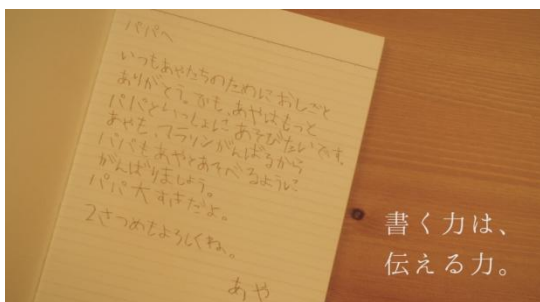 パパへ
いつもあやたちのためにおしごと
ありがとう。でも、あやはもっと
パパといっしょにあそびたいです。
あやも、フラリンがんばるから
パパもあやとあそべるように
がんばりましょう。
パパ大すきだよ。
2さつめもよろしくね。
あや
書く力は、
伝える力。